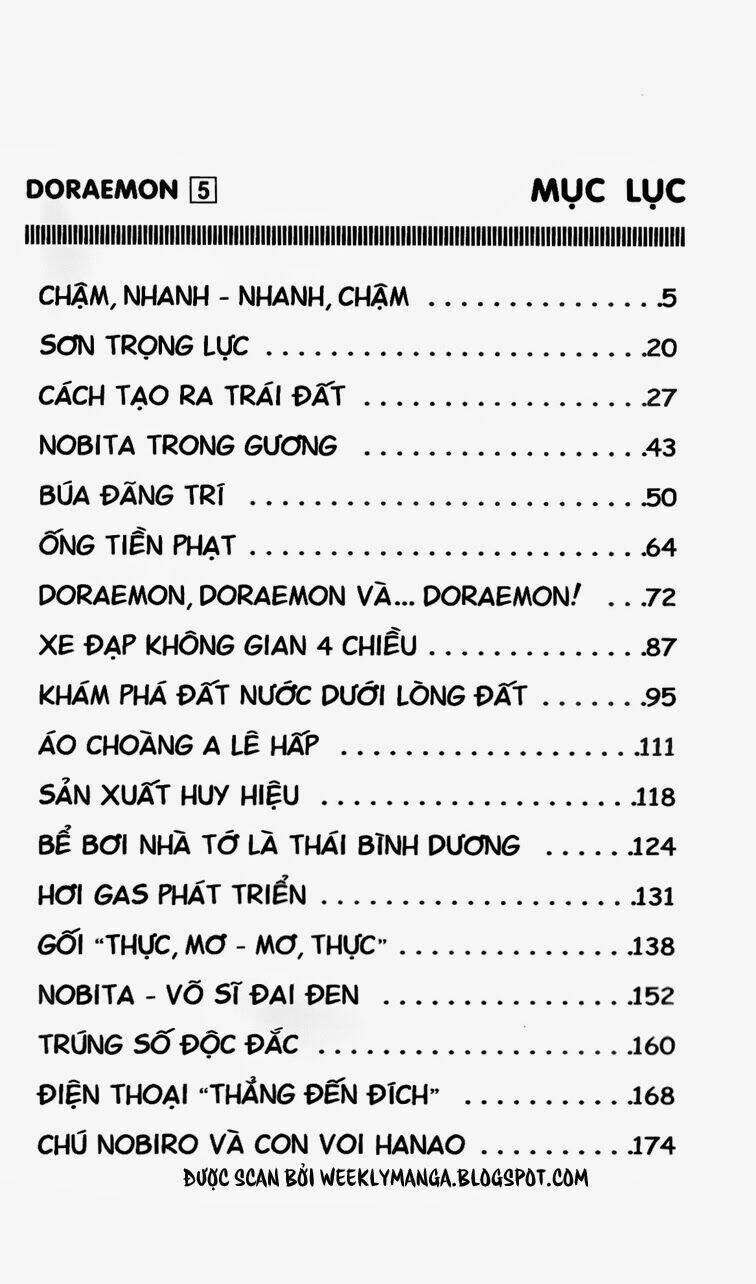 DORAEMON 5 MỤC LỤC
CHẬM, NHANH - NHANH, CHẬM ...............5
SƠN TRỌNG LỰC ........................20
CÁCH TẠO RA TRÁI ĐẤT ..................27
NOBITA TRONG GƯƠNG ..................43
BÚA ĐÃNG TRÍ .........................50
ỐNG TIỀN PHẠT .........................64
DORAEMON, DORAEMON VÀ... DORAEMON! ...72
XE ĐẠP KHÔNG GIAN 4 CHIỀU ..............87
KHÁM PHÁ ĐẤT NƯỚC DƯỚI LÒNG ĐẤT .......95
ÁO CHOÀNG A LÊ HẤP ...................111
SẢN XUẤT HUY HIỆU ....................118
BỂ BƠI NHÀ TỚ LÀ THÁI BÌNH DƯƠNG ......124
HƠI GAS PHÁT TRIỂN ....................131
GỐI “THỰC, MƠ - MƠ, THỰC” ...............138
NOBITA - VÕ SĨ ĐAI ĐEN ................152
TRÚNG SỐ ĐỘC ĐẮC ....................160
ĐIỆN THOẠI “THẲNG ĐẾN ĐÍCH” ...........168
CHÚ NOBIRO VÀ CON VOI HANAO ..........174
ĐƯỢC SCAN BỞI WEEKLYMANGA.BLOGSPOT.COM